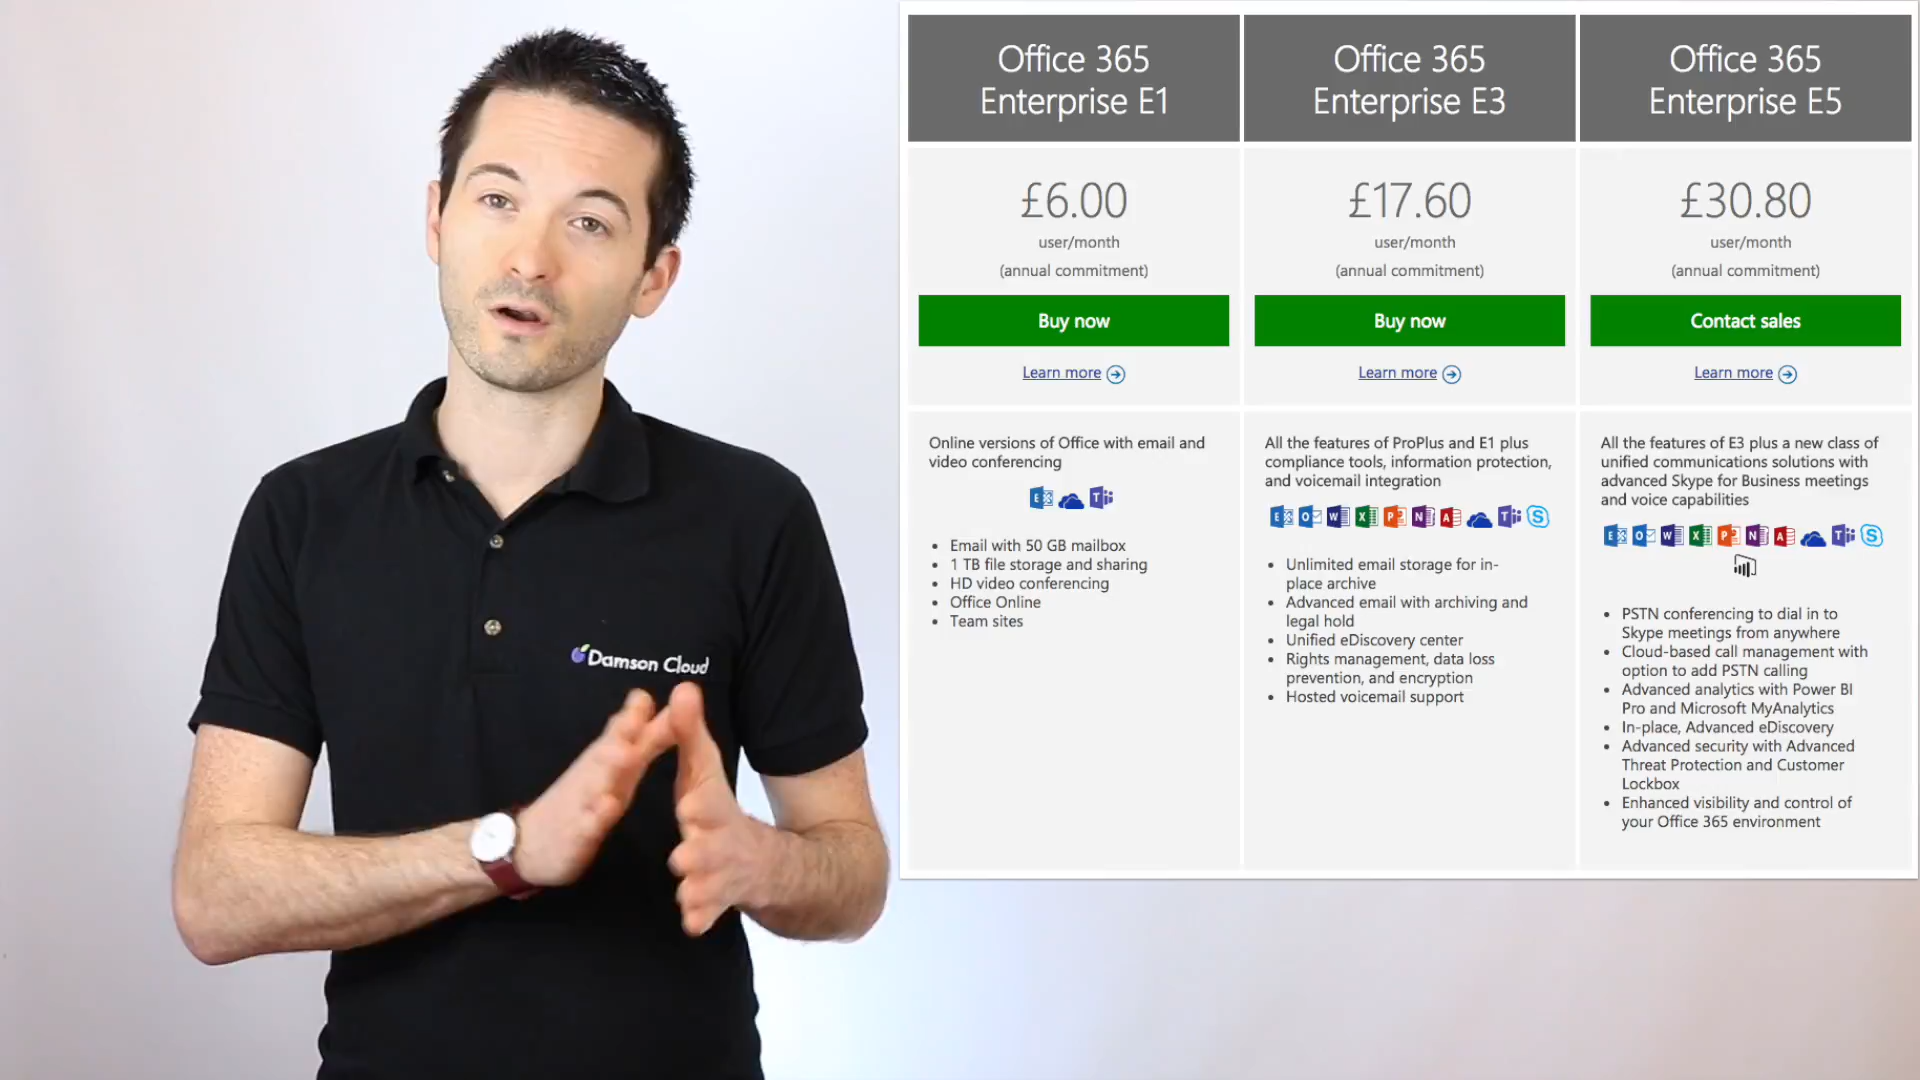 Office 365
Enterprise E1
£6.00
user/month
(annual commitment)
Buy now
Learn more
Online versions of Office with email and
video conferencing
Email with 50 GB mailbox
1 TB file storage and sharing
HD video conferencing
Office Online
Team sites
Office 365
Enterprise E3
£17.60
user/month
(annual commitment)
Buy now
Learn more
All the features of ProPlus and E1 plus
compliance tools, information protection,
and voicemail integration
Unlimited email storage for in-
place archive
Advanced email with archiving and
legal hold
Unified eDiscovery center
Rights management, data loss
prevention, and encryption
Hosted voicemail support
Office 365
Enterprise E5
£30.80
user/month
(annual commitment)
Contact sales
Learn more
All the features of E3 plus a new class of
unified communications solutions with
advanced Skype for Business meetings
and voice capabilities
PSTN conferencing to dial in to
Skype meetings from anywhere
Cloud-based call management with
option to add PSTN calling
Advanced analytics with Power BI
Pro and Microsoft MyAnalytics
In-place, Advanced eDiscovery
Advanced security with Advanced
Threat Protection and Customer
Lockbox
Enhanced visibility and control of
your Office 365 environment
Damson Cloud